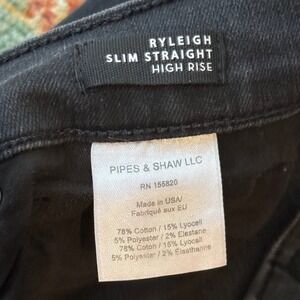 RYLEIGH
SLIM STRAIGHT
HIGH RISE
PIPES & SHAW LLC
RN 155820
Made in USA/
Fabriqué aux EU
78% Cotton / 15% Lyocell
5% Polyester / 2% Elastane
78% Cotton / 15% Lyocell
5% Polyester / 2% Elasthanne